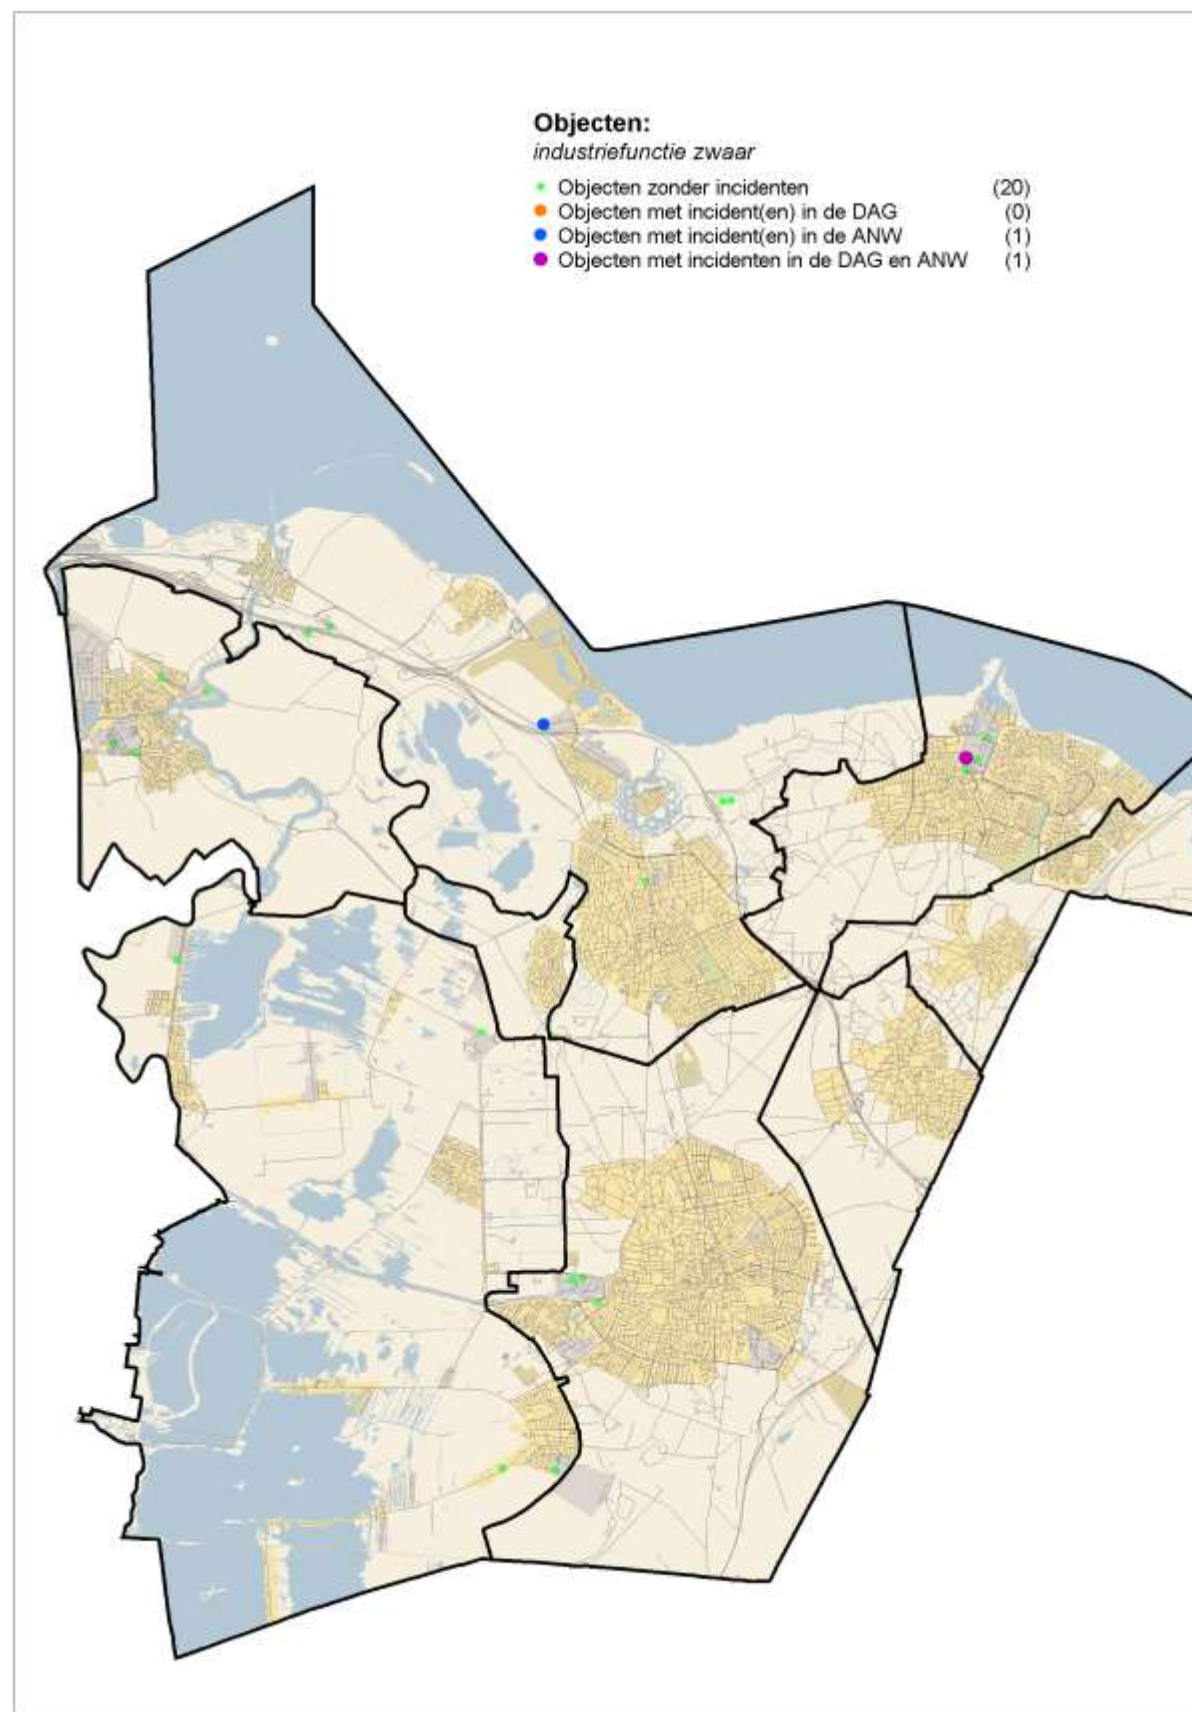 Objecten:
industriefunctie zwaar
Objecten zonder incidenten (20)
Objecten met incident(en) in de DAG (0)
Objecten met incident(en) in de ANW (1)
Objecten met incidenten in de DAG en ANW (1)